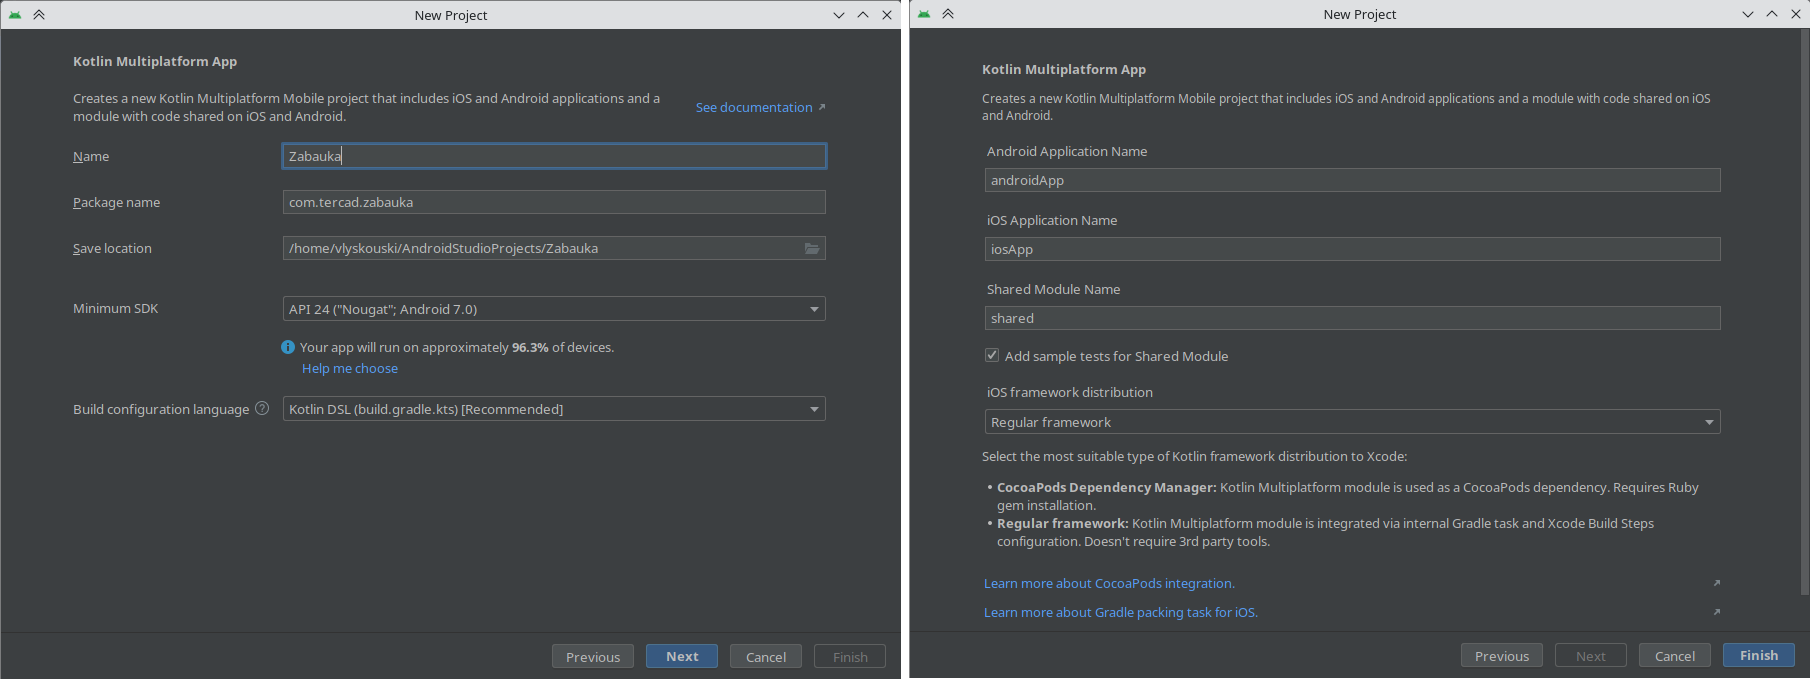 New Project
Kotlin Multiplatform App
Creates a new Kotlin Multiplatform Mobile project that includes iOS and Android applications and a
module with code shared on iOS and Android.
See documentation
Name
Zabauka
Package name
com.tercad.zabauka
Save location
/home/vlyskouski/AndroidStudioProjects/Zabauka
Minimum SDK
API 24 ("Nougat"; Android 7.0)
Your app will run on approximately 96.3% of devices.
Help me choose
Build configuration language ?
Kotlin DSL (build.gradle.kts) [Recommended]
Previous
Next
Cancel
Finish
New Project
Kotlin Multiplatform App
Creates a new Kotlin Multiplatform Mobile project that includes iOS and Android applications and a module with code shared on iOS
and Android.
Android Application Name
androidApp
iOS Application Name
iosApp
Shared Module Name
shared
Add sample tests for Shared Module
iOS framework distribution
Regular framework
Select the most suitable type of Kotlin framework distribution to Xcode:
• CocoaPods Dependency Manager: Kotlin Multiplatform module is used as a CocoaPods dependency. Requires Ruby
gem installation.
• Regular framework: Kotlin Multiplatform module is integrated via internal Gradle task and Xcode Build Steps
configuration. Doesn't require 3rd party tools.
Learn more about CocoaPods integration.
Learn more about Gradle packing task for iOS.
Previous
Next
Cancel
Finish